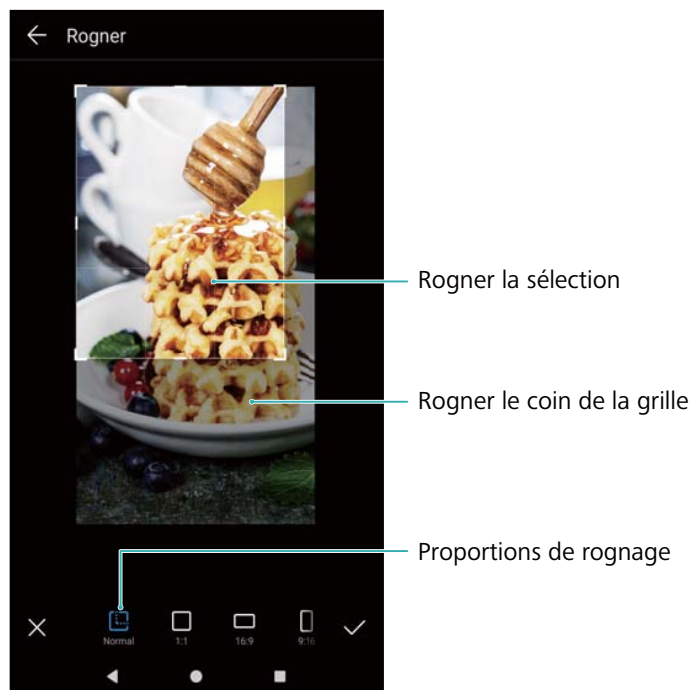 Rogner
Rogner la sélection
Rogner le coin de la grille
Proportions de rognage
Normal
1:1
16:9
9:16